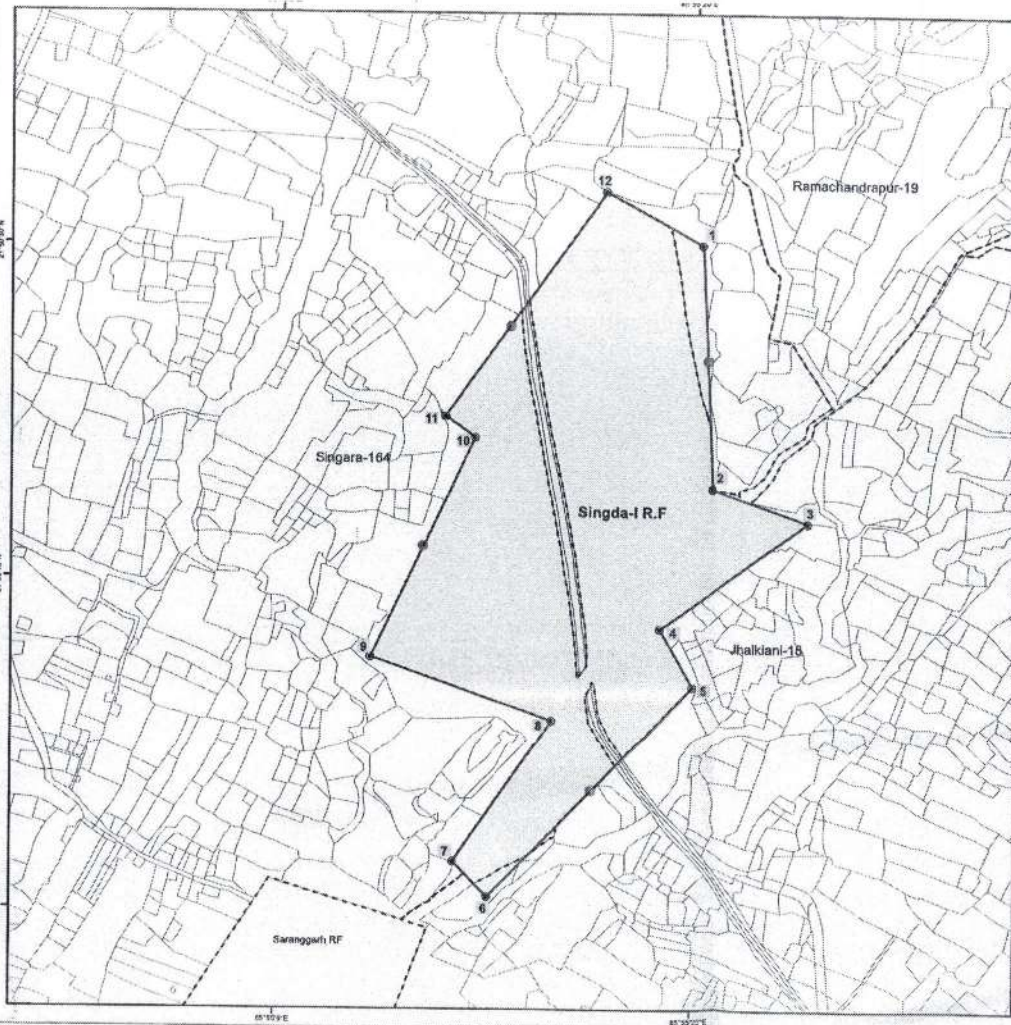 12
Ramachandrapur-19
1
11
10
Singara-164
2
Singda-I R.F
3
4
9
Jhalkiani-18
5
8
7
6
Saranggarh RF